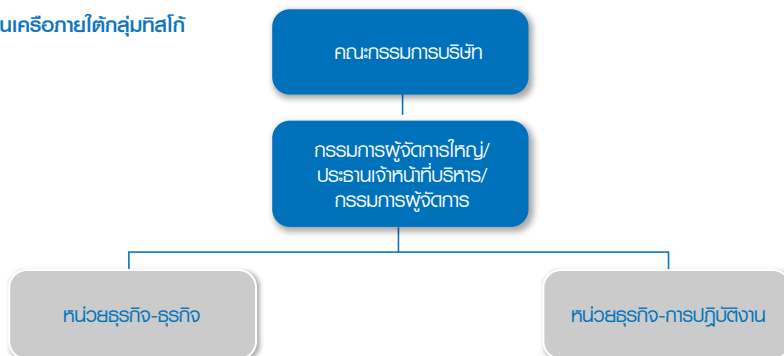 นเครือภายใต้กลุ่มทิสโก้
คณะกรรมการบริษัท
กรรมการผู้จัดการใหญ่/
ประธานเจ้าหน้าที่บริหาร/
กรรมการผู้จัดการ
หน่วยธุรกิจ-ธุรกิจ
หน่วยธุรกิจ-การปฏิบัติงาน